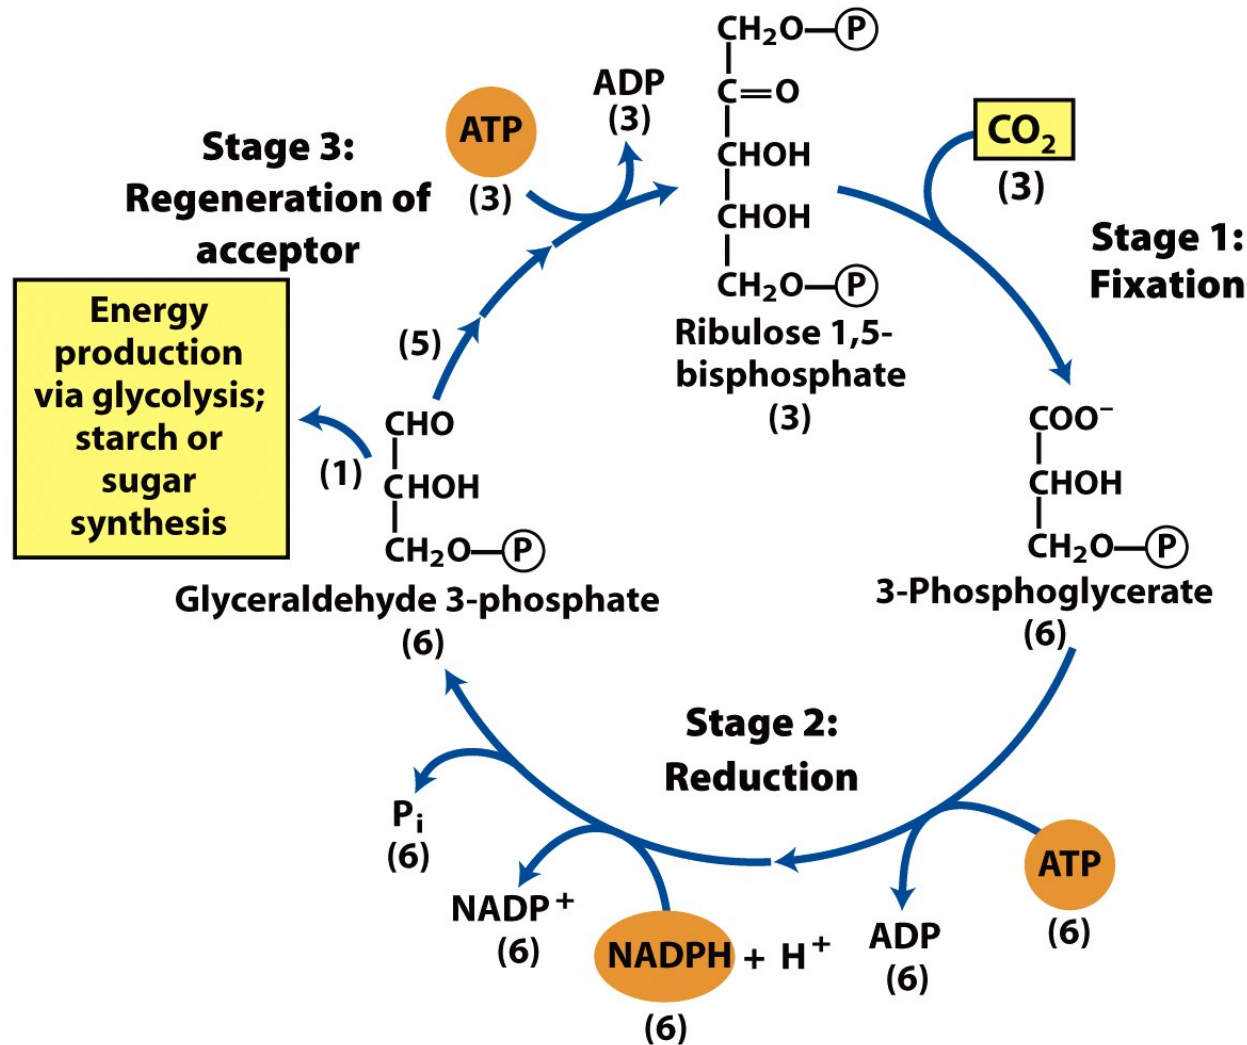 CH₂O—P
C=O
CHOH
CHOH
CH₂O—P
Ribulose 1,5-
bisphosphate
(3)
CO₂
(3)
Stage 1:
Fixation
COO⁻
CHOH
CH₂O—P
3-Phosphoglycerate
(6)
ATP
(6)
ADP
(6)
Stage 2:
Reduction
NADPH + H⁺
(6)
NADP⁺
(6)
Pᵢ
(6)
CHO
CHOH
CH₂O—P
Glyceraldehyde 3-phosphate
(6)
(1)
Energy
production
via glycolysis;
starch or
sugar
synthesis
(5)
Stage 3:
Regeneration of
acceptor
ATP
(3)
ADP
(3)